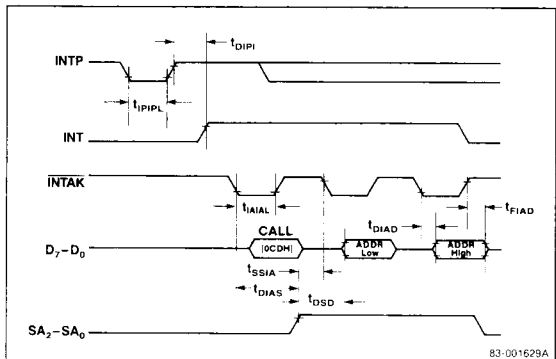 INTP
tDIPI
tIPIPL
INT
INTAK
tIAIAL
tDIAD
tFIAD
CALL
D7–D0
|0CDH|
ADDR
Low
ADDR
High
tSSIA
tDIAS
tDSD
SA2–SA0
83-001629A